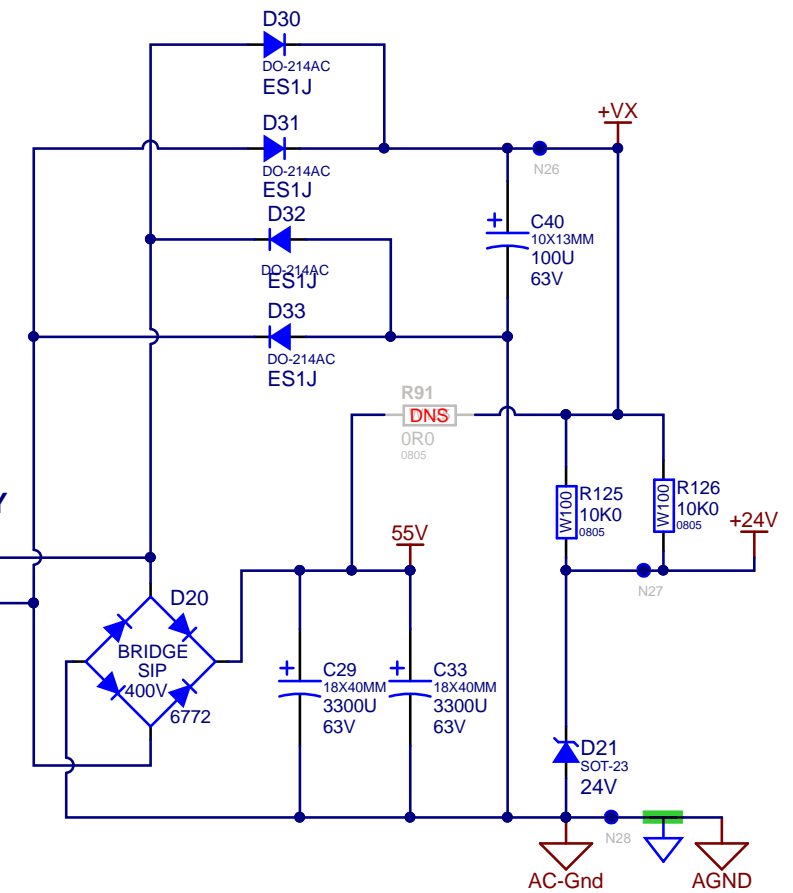 D30
DO-214AC
ES1J
D31
DO-214AC
ES1J
D32
DO-214AC
ES1J
D33
DO-214AC
ES1J
+VX
N26
+
C40
10X13MM
100U
63V
R91
DNS
0R0
0805
W100
R125
10K0
0805
W100
R126
10K0
0805
+24V
N27
Y
55V
D20
BRIDGE
SIP
400V
6772
+
C29
18X40MM
3300U
63V
+
C33
18X40MM
3300U
63V
D21
SOT-23
24V
N28
AC-Gnd
AGND